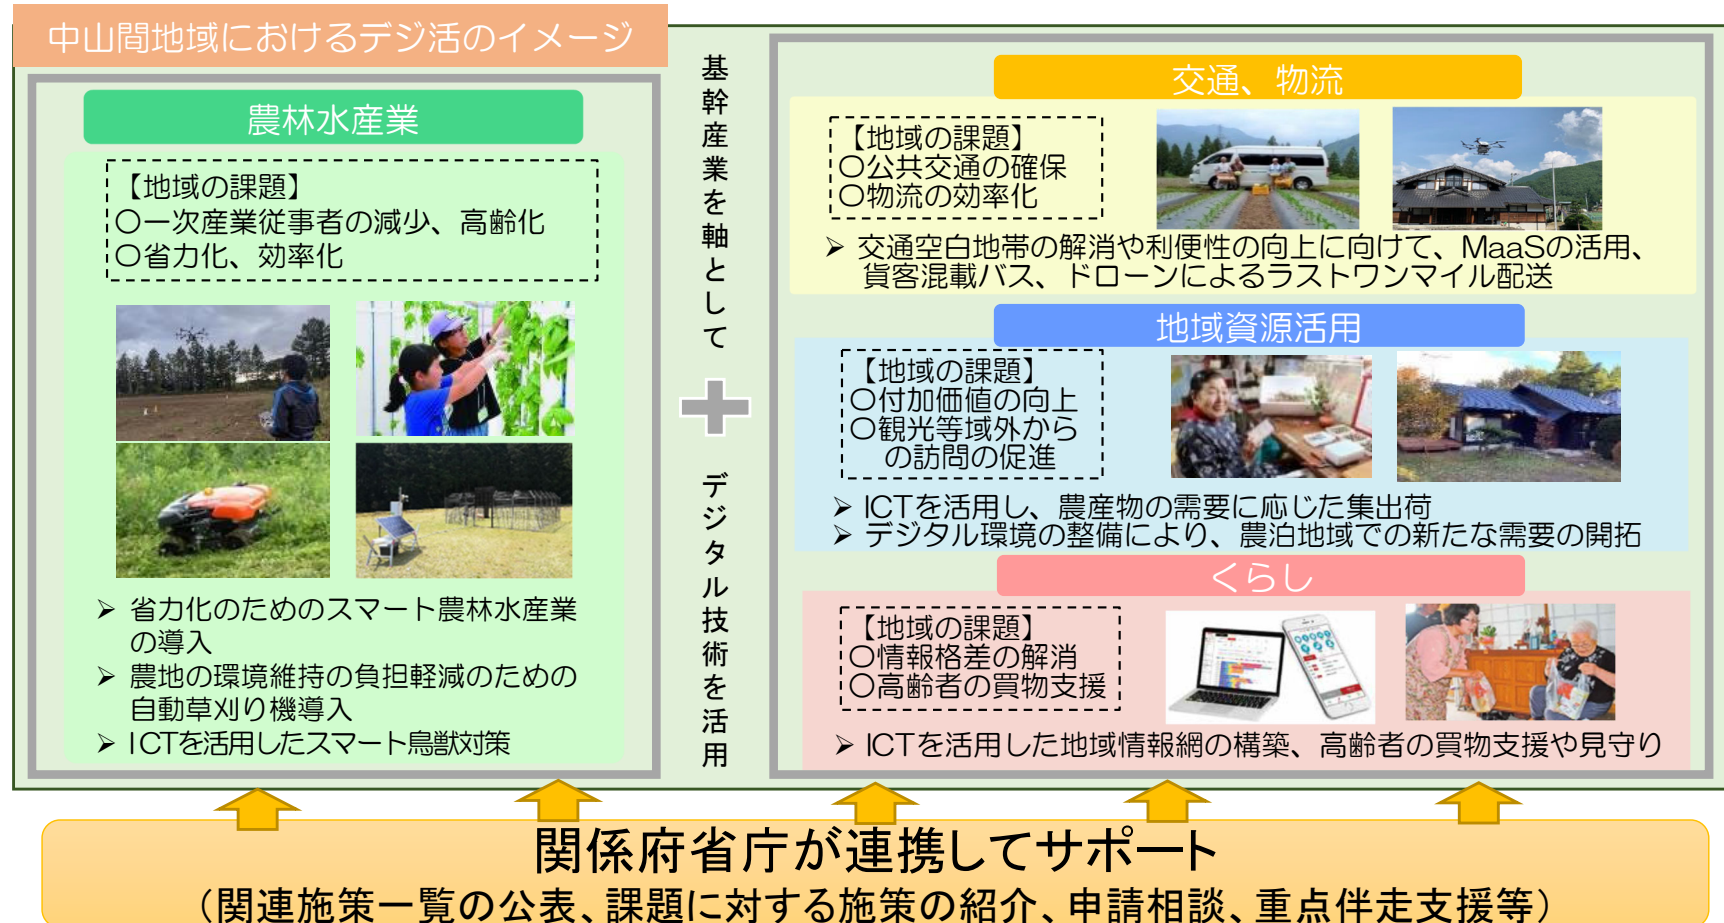 中山間地域におけるデジ活のイメージ
農林水産業
【地域の課題】
〇一次産業従事者の減少、高齢化
〇省力化、効率化
➢ 省力化のためのスマート農林水産業
の導入
➢ 農地の環境維持の負担軽減のための
自動草刈り機導入
➢ ICTを活用したスマート鳥獣対策
基幹産業を軸として
デジタル技術を活用
交通、物流
【地域の課題】
〇公共交通の確保
〇物流の効率化
➢ 交通空白地帯の解消や利便性の向上に向けて、MaaSの活用、
貨客混載バス、ドローンによるラストワンマイル配送
地域資源活用
【地域の課題】
〇付加価値の向上
〇観光等域外から
の訪問の促進
➢ ICTを活用し、農産物の需要に応じた集出荷
➢ デジタル環境の整備により、農泊地域での新たな需要の開拓
くらし
【地域の課題】
〇情報格差の解消
〇高齢者の買物支援
➢ ICTを活用した地域情報網の構築、高齢者の買物支援や見守り
関係府省庁が連携してサポート
（関連施策一覧の公表、課題に対する施策の紹介、申請相談、重点伴走支援等）